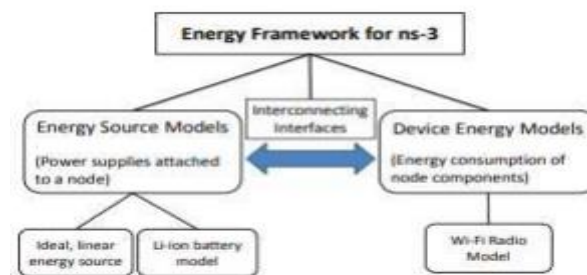 Energy Framework for ns-3
Interconnecting
Interfaces
Energy Source Models
(Power supplies attached
to a node)
Device Energy Models
(Energy consumption of
node components)
Ideal, linear
energy source
Li-ion battery
model
Wi-Fi Radio
Model